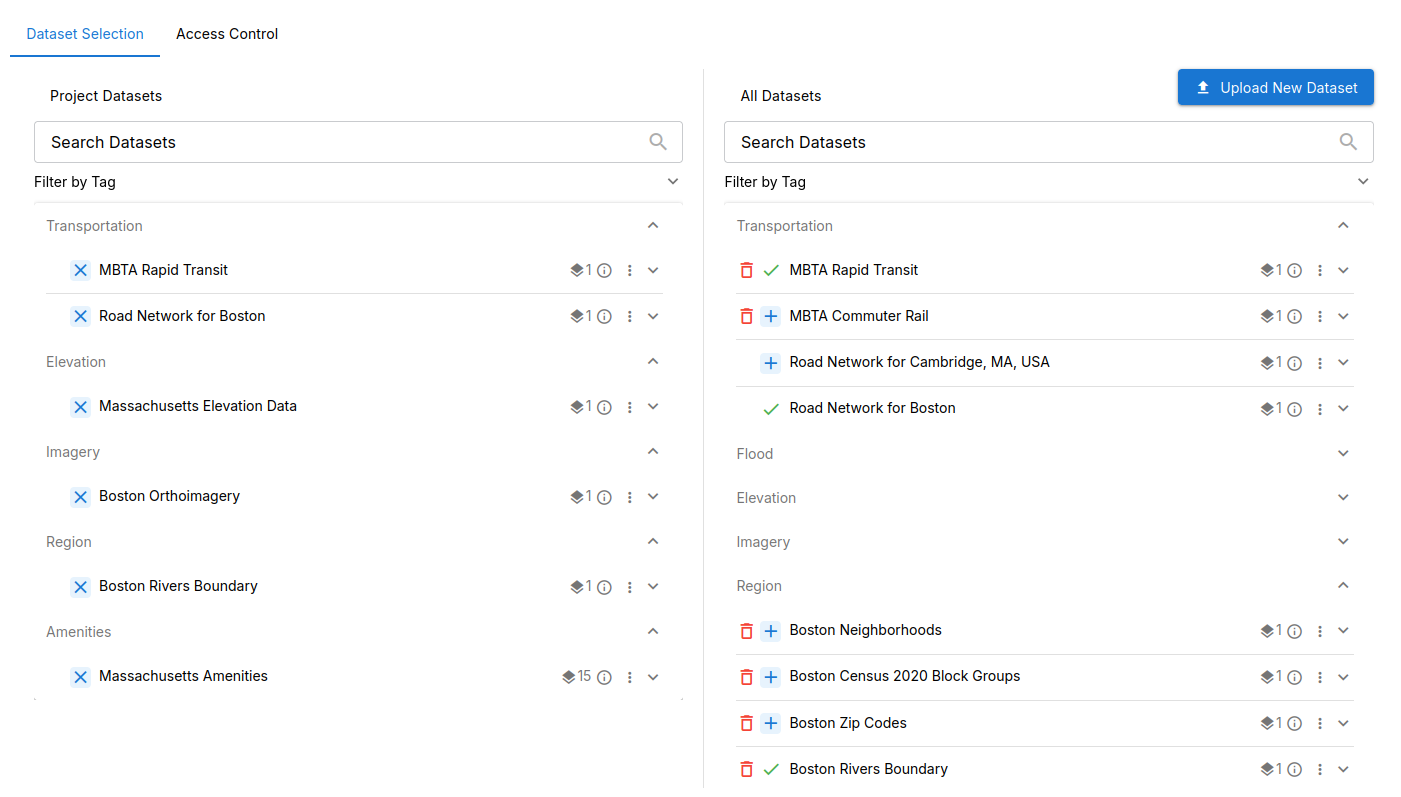 Dataset Selection
Access Control
Project Datasets
Search Datasets
Filter by Tag
Transportation
MBTA Rapid Transit 1
Road Network for Boston 1
Elevation
Massachusetts Elevation Data 1
Imagery
Boston Orthoimagery 1
Region
Boston Rivers Boundary 1
Amenities
Massachusetts Amenities 15
All Datasets
Upload New Dataset
Search Datasets
Filter by Tag
Transportation
MBTA Rapid Transit 1
MBTA Commuter Rail 1
Road Network for Cambridge, MA, USA 1
Road Network for Boston 1
Flood
Elevation
Imagery
Region
Boston Neighborhoods 1
Boston Census 2020 Block Groups 1
Boston Zip Codes 1
Boston Rivers Boundary 1